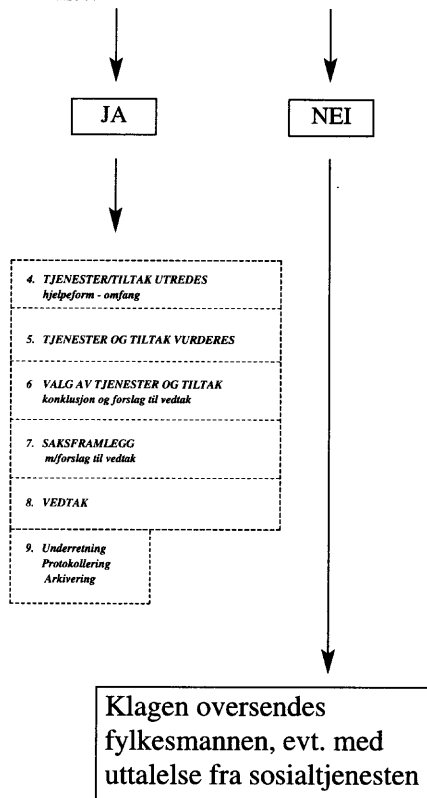 JA
NEI
4. TJENESTER/TILTAK UTREDES
hjelpeform - omfang
5. TJENESTER OG TILTAK VURDERES
6 VALG AV TJENESTER OG TILTAK
konklusjon og forslag til vedtak
7. SAKSFRAMLEGG
m/forslag til vedtak
8. VEDTAK
9. Underretning
Protokollering
Arkivering
Klagen oversendes
fylkesmannen, evt. med
uttalelse fra sosialtjenesten